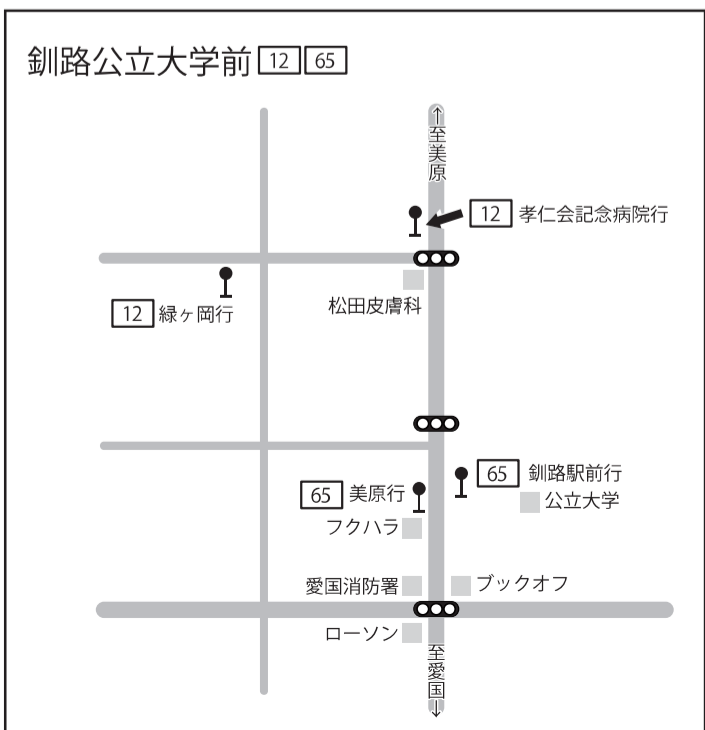 釧路公立大学前 12 65
↑至美原
12 孝仁会記念病院行
松田皮膚科
12 緑ヶ岡行
65 釧路駅前行
公立大学
65 美原行
フクハラ
愛国消防署
ブックオフ
ローソン
至愛国↓